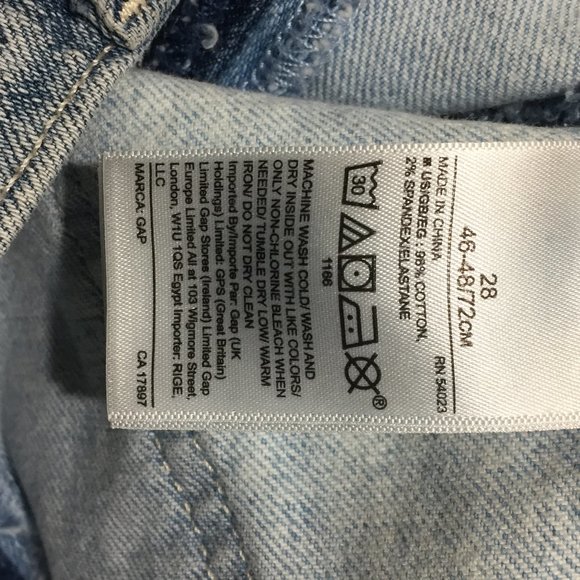 28
46-48/72CM
MADE IN CHINA RN 54023
US/GB/EG : 98% COTTON,
2% SPANDEX/ELASTANE
30
®
1166
MACHINE WASH COLD/ WASH AND
DRY INSIDE OUT WITH LIKE COLORS/
ONLY NON-CHLORINE BLEACH WHEN
NEEDED/ TUMBLE DRY LOW/ WARM
IRON/ DO NOT DRY CLEAN
Imported By/Importe Par: Gap (UK
Holdings) Limited: GPS (Great Britain)
Limited Gap Stores (Ireland) Limited Gap
Europe Limited All at 103 Wigmore Street,
London, W1U 1QS Egypt Importer: RIGE,
LLC
MARCA: GAP CA 17897